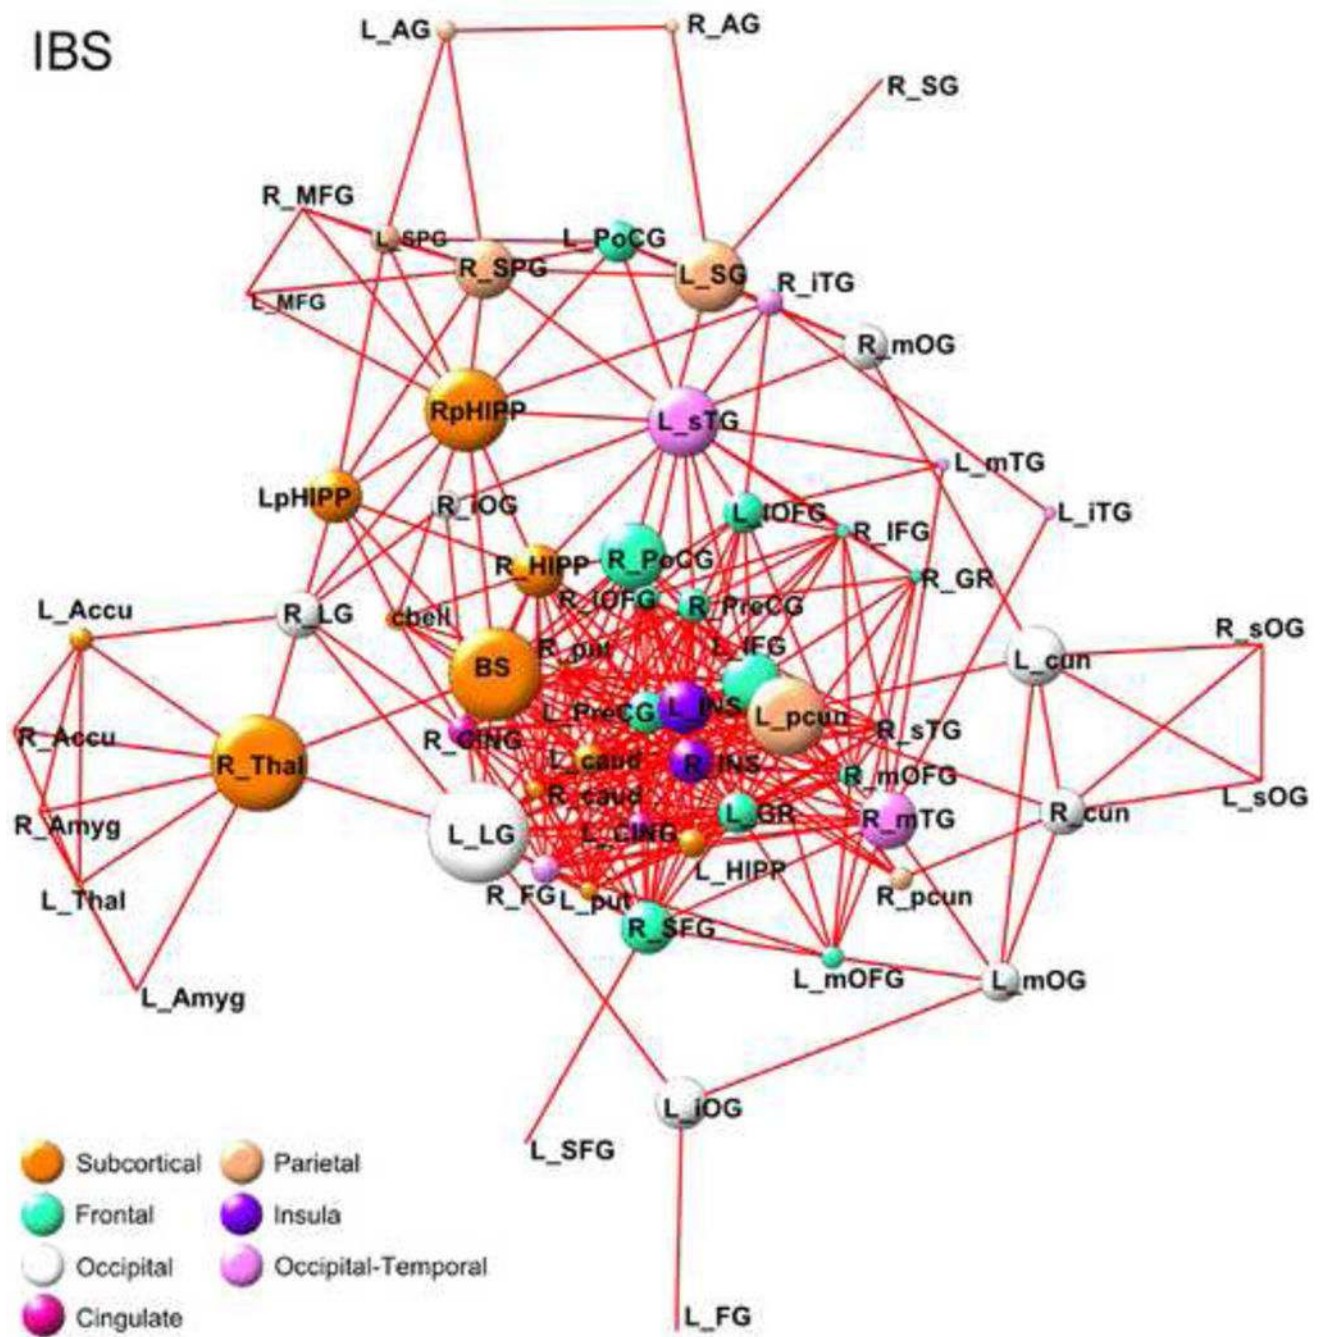 IBS
L_AG
R_AG
R_SG
R_MFG
L_SPG
L_PoCG
R_SPG
L_SG
R_iTG
L_MFG
R_mOG
RpHIPP
L_sTG
L_mTG
LpHIPP
R_iOG
L_lOFG
L_iTG
R_IFG
R_PoCG
R_HIPP
R_GR
R_lOFG
R_PreCG
L_Accu
R_LG
cbell
R_sOG
R_put
L_IFG
BS
L_cun
L_PreCG
L_INS
L_pcun
R_Accu
R_CING
R_sTG
L_caud
R_INS
R_Thal
R_mOFG
R_caud
L_sOG
R_Amyg
L_LG
L_CING
L_GR
R_mTG
R_cun
L_HIPP
L_Thal
R_FG
L_put
R_pcun
R_SFG
L_mOFG
L_mOG
L_Amyg
L_iOG
L_SFG
Subcortical
Parietal
Frontal
Insula
Occipital
Occipital-Temporal
Cingulate
L_FG